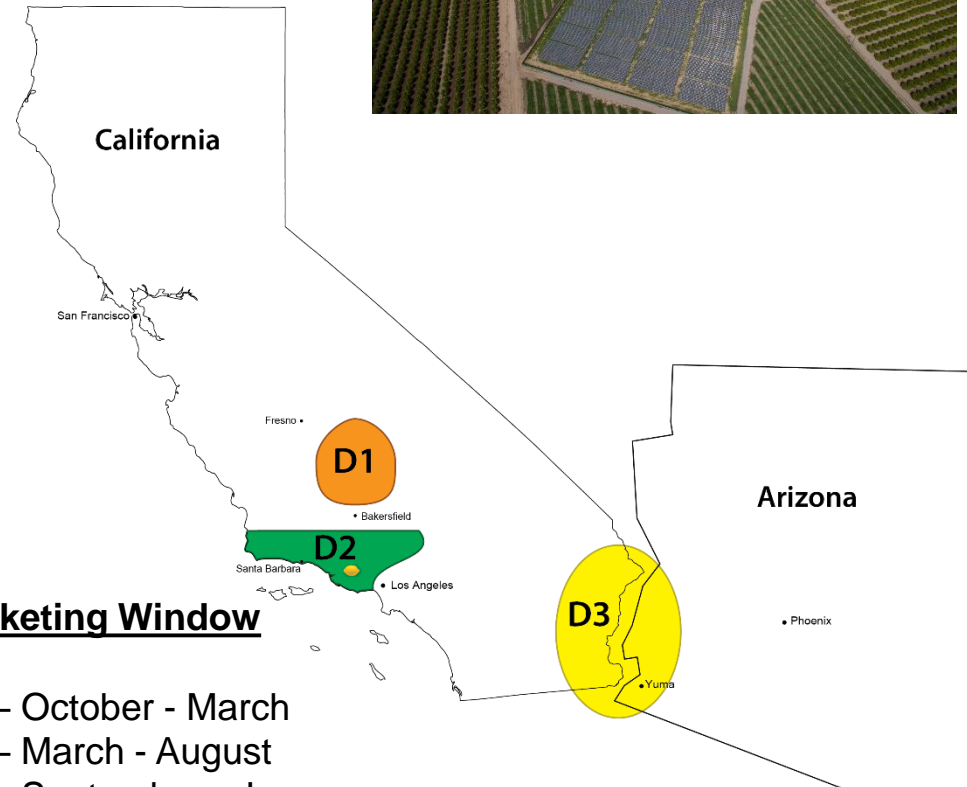 California
San Francisco
Fresno
D1
Bakersfield
Arizona
D2
Santa Barbara
Los Angeles
D3
Phoenix
Yuma
keting Window
– October - March
– March - August